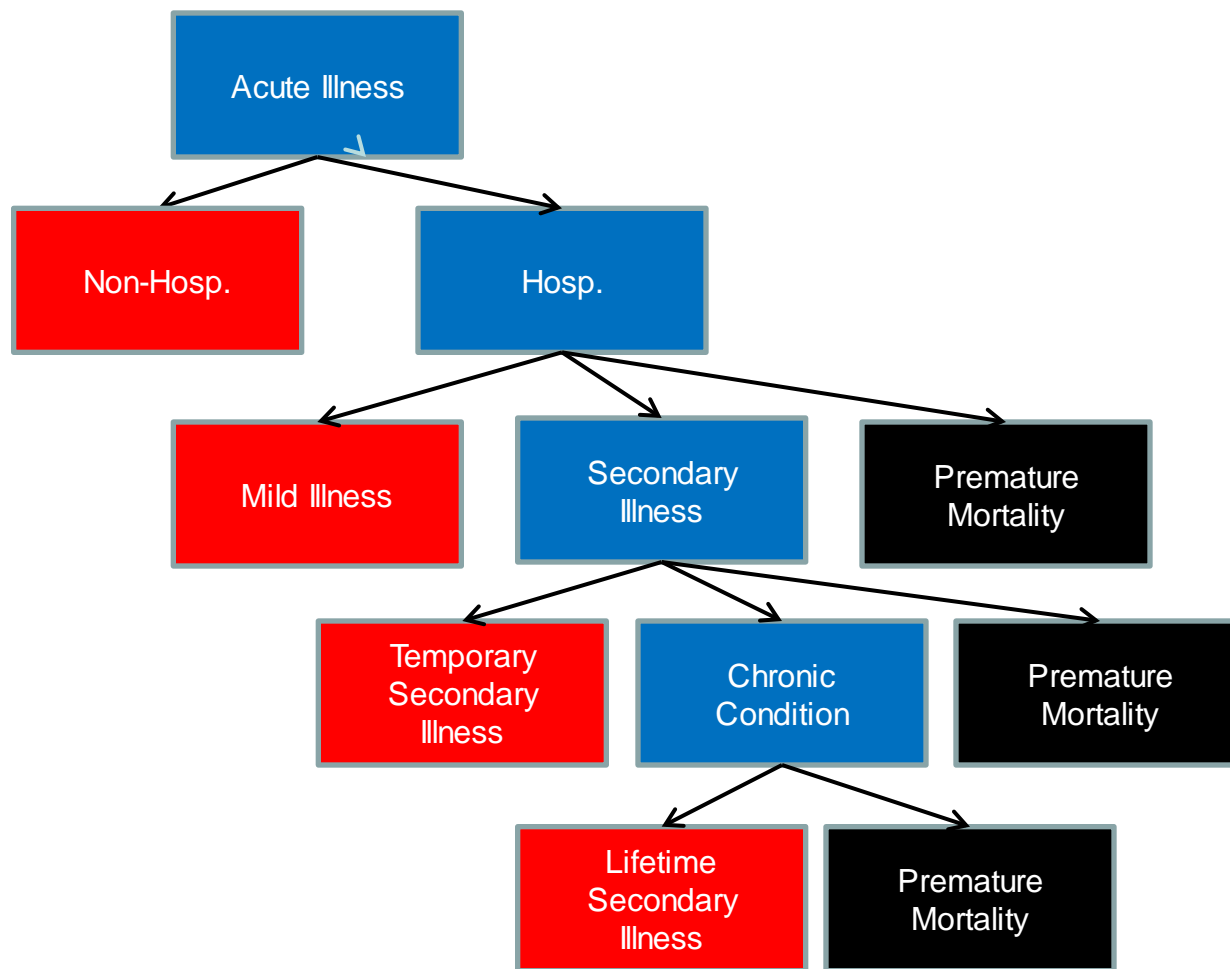 Acute Illness
Non-Hosp.
Hosp.
Mild Illness
Secondary
Illness
Premature
Mortality
Temporary
Secondary
Illness
Chronic
Condition
Premature
Mortality
Lifetime
Secondary
Illness
Premature
Mortality